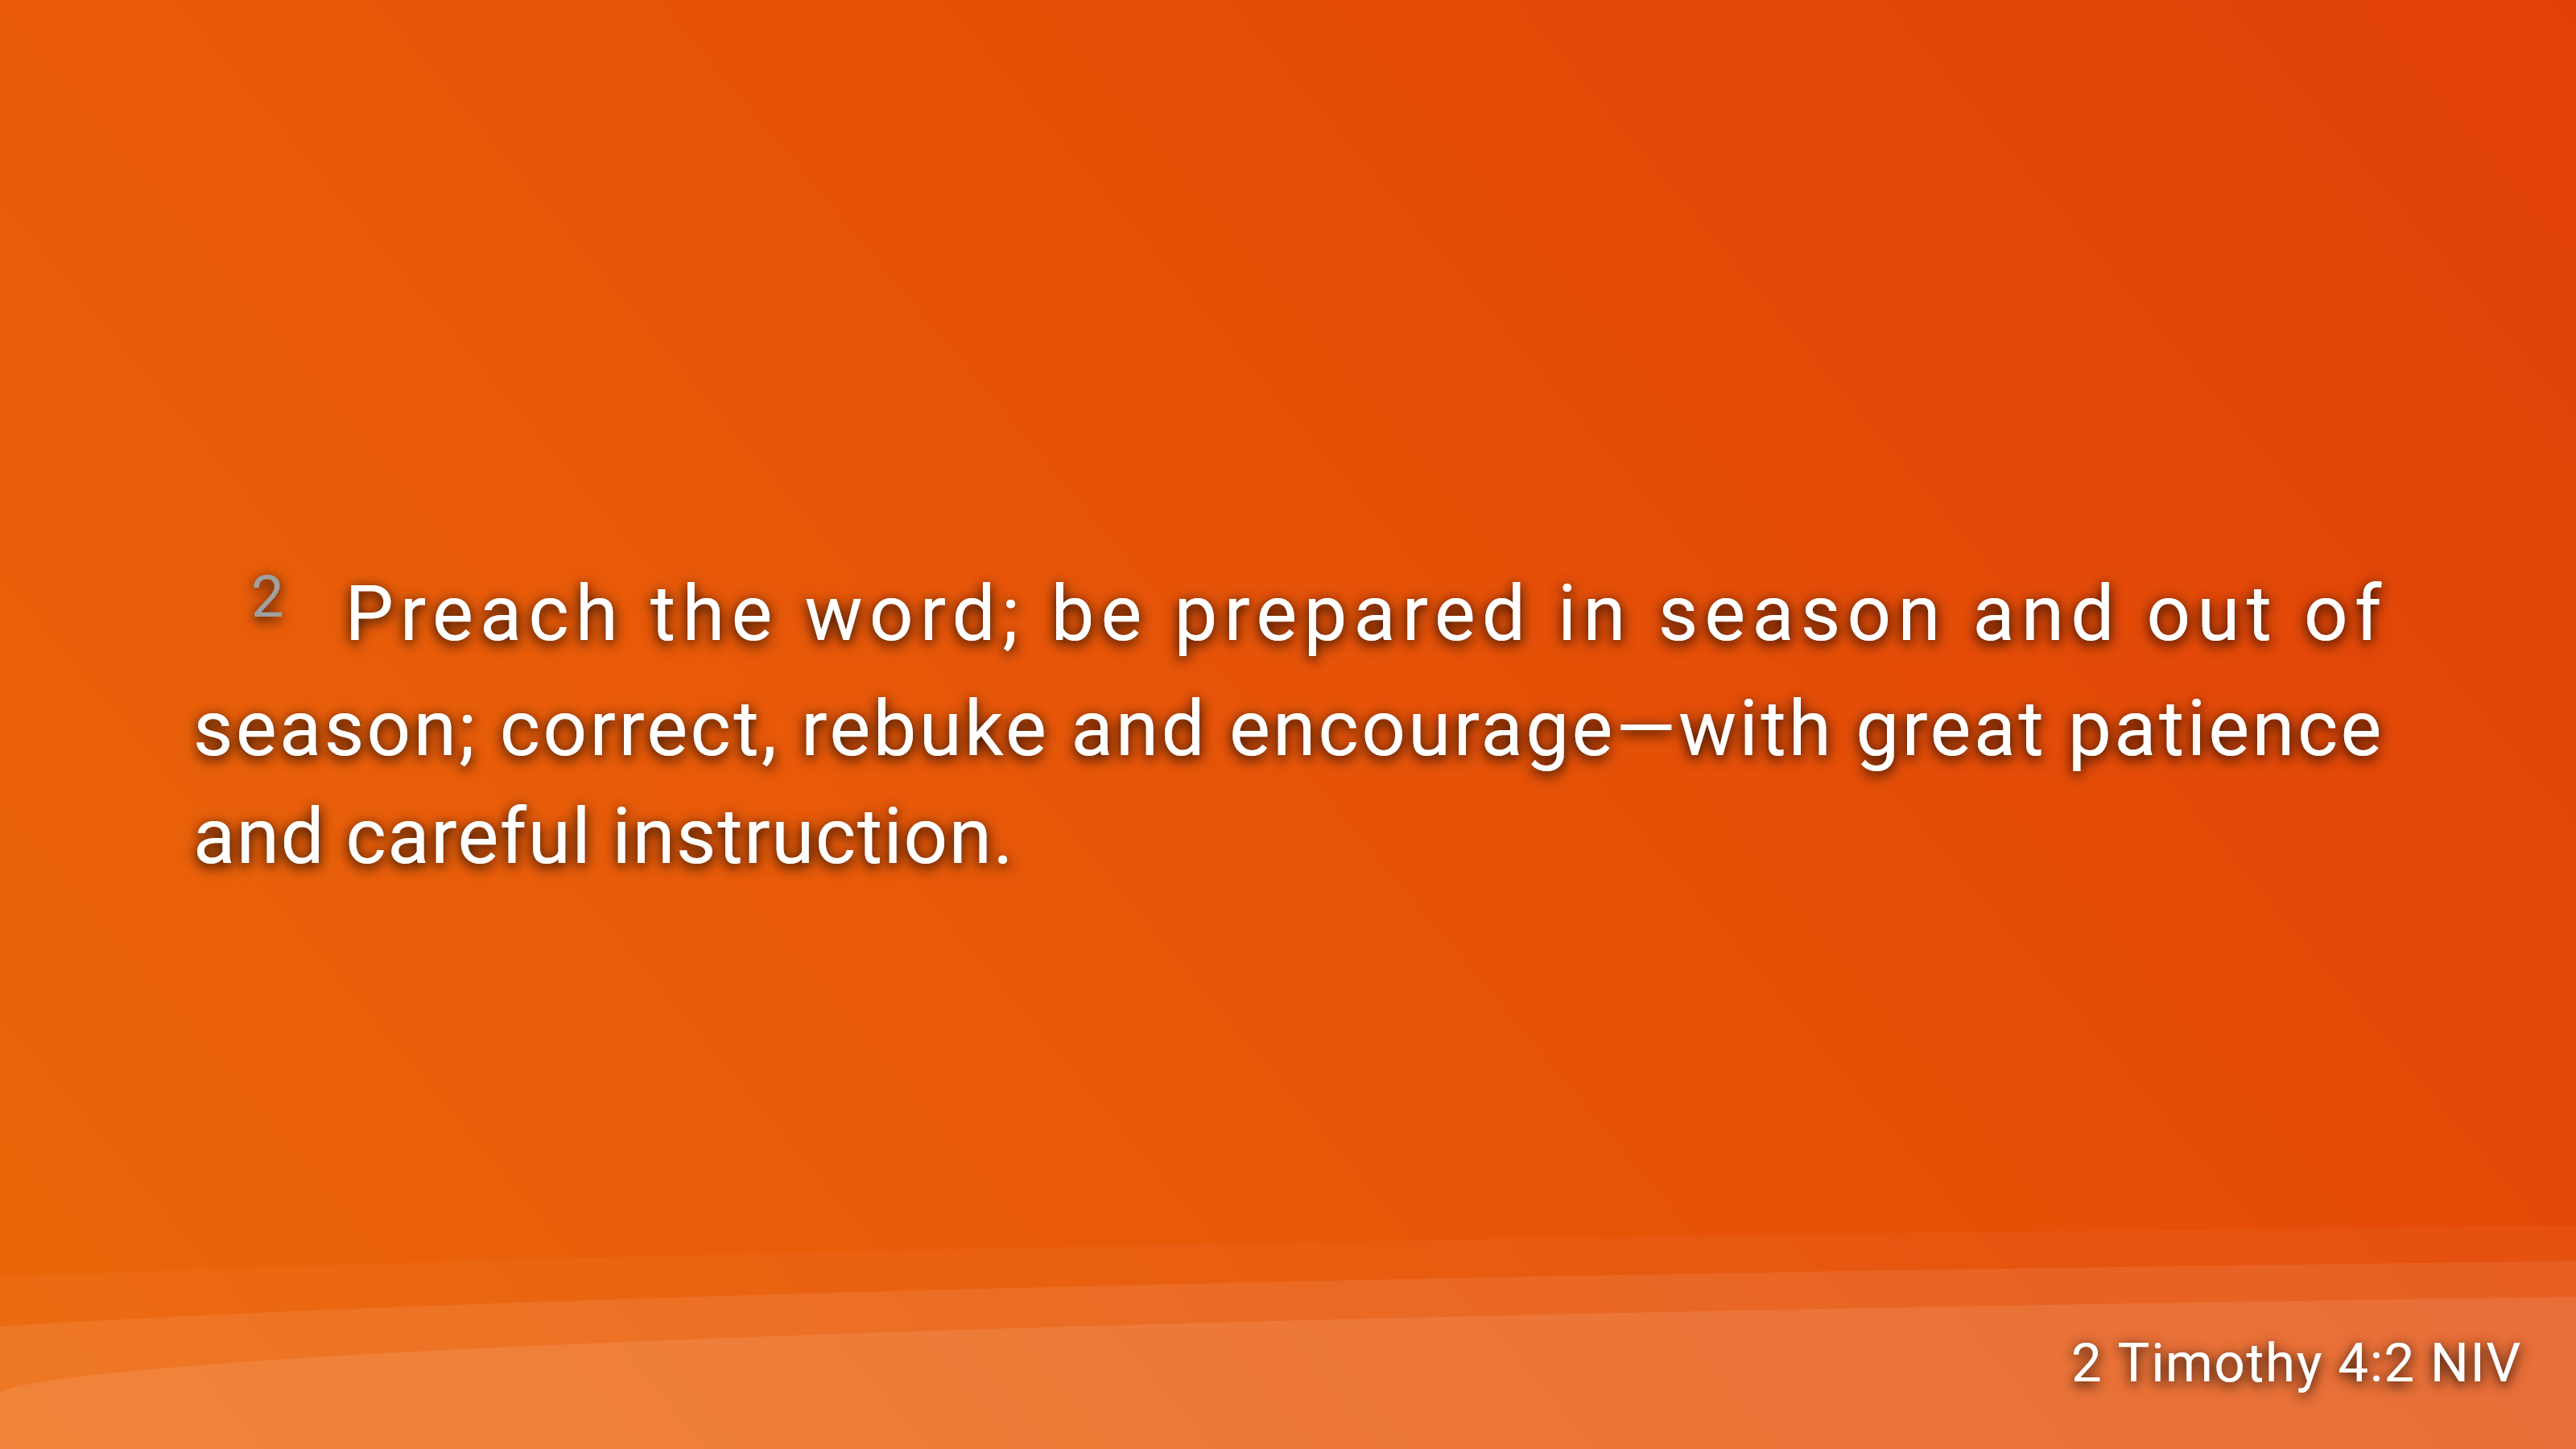 2 Preach the word; be prepared in season and out of
season; correct, rebuke and encourage—with great patience
and careful instruction.
2 Timothy 4:2 NIV